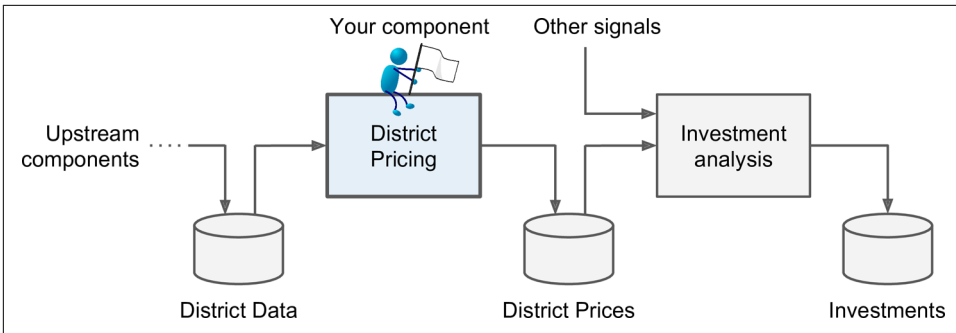 Your component
Other signals
Upstream
components
District
Pricing
Investment
analysis
District Data
District Prices
Investments